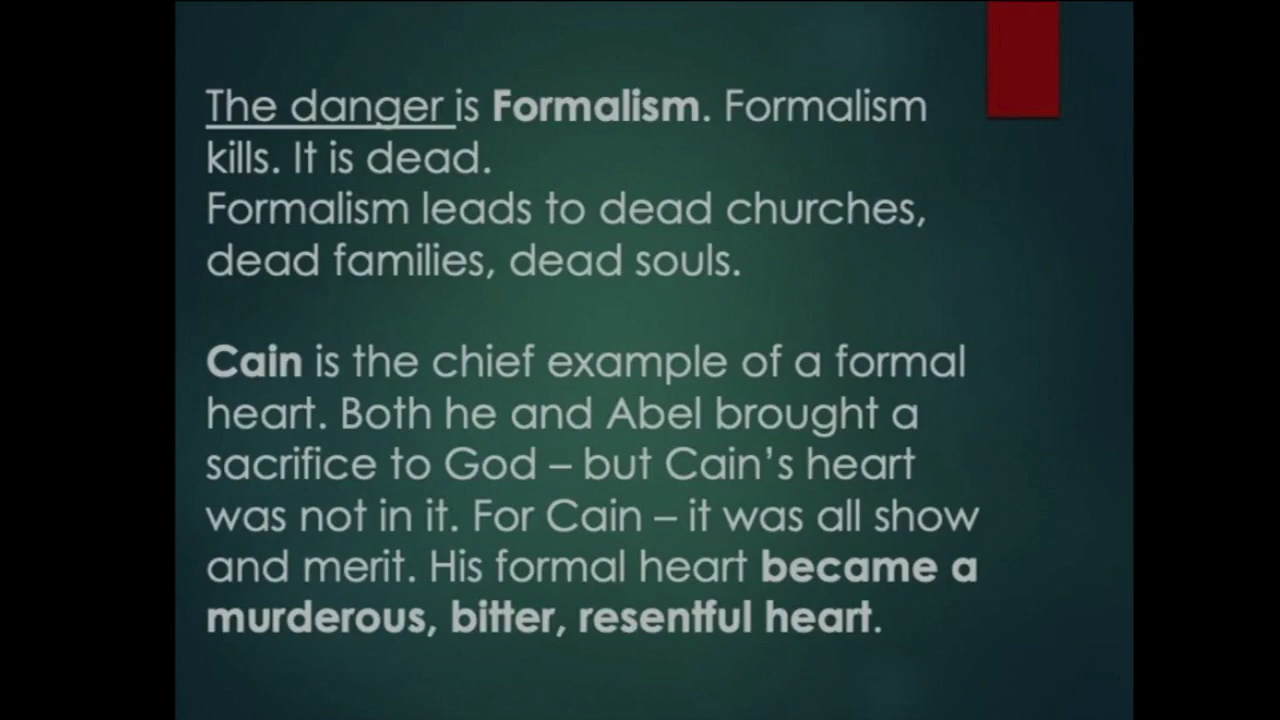 The danger is Formalism. Formalism
kills. It is dead.
Formalism leads to dead churches,
dead families, dead souls.
Cain is the chief example of a formal
heart. Both he and Abel brought a
sacrifice to God – but Cain’s heart
was not in it. For Cain – it was all show
and merit. His formal heart became a
murderous, bitter, resentful heart.